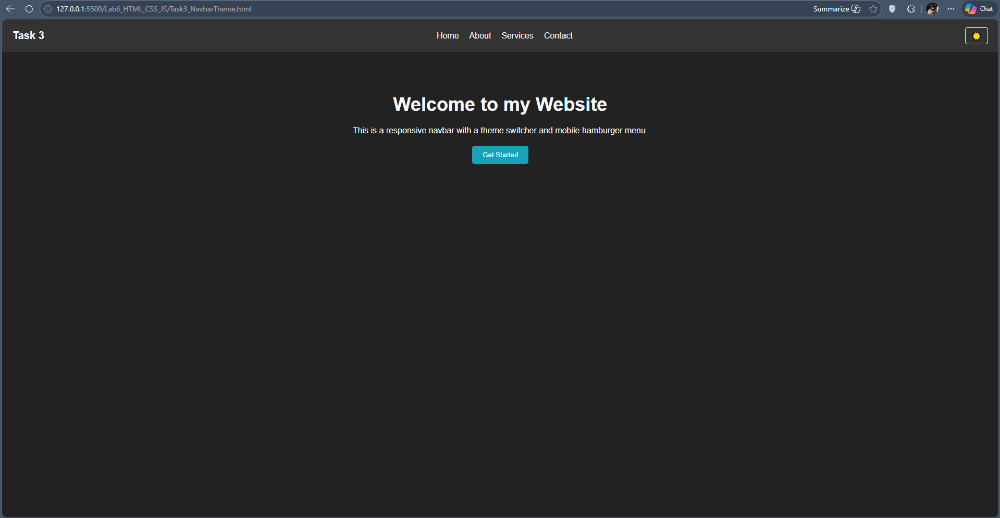 127.0.0.1:5500/Lab6_HTML_CSS_JS/Task3_NavbarTheme.html Summarize Chat
Task 3 Home About Services Contact
Welcome to my Website
This is a responsive navbar with a theme switcher and mobile hamburger menu.
Get Started